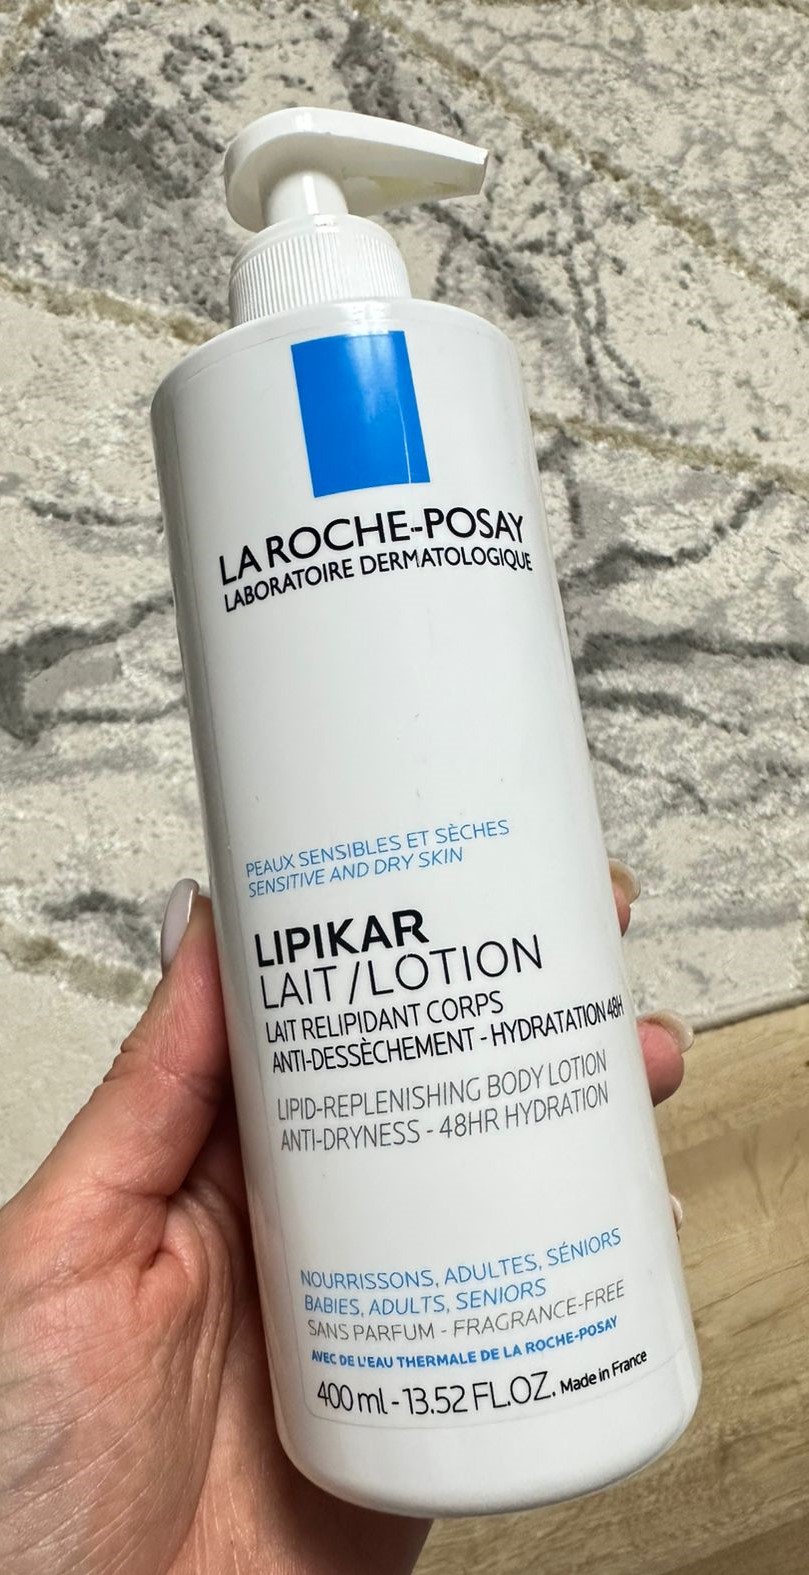 LA ROCHE-POSAY
LABORATOIRE DERMATOLOGIQUE
PEAUX SENSIBLES ET SÈCHES
SENSITIVE AND DRY SKIN
LIPIKAR
LAIT / LOTION
LAIT RELIPIDANT CORPS
ANTI-DESSÈCHEMENT - HYDRATATION 48H
LIPID-REPLENISHING BODY LOTION
ANTI-DRYNESS - 48HR HYDRATION
NOURRISSONS, ADULTES, SÉNIORS
BABIES, ADULTS, SENIORS
SANS PARFUM - FRAGRANCE-FREE
AVEC DE L'EAU THERMALE DE LA ROCHE-POSAY
400 ml - 13.52 FL.OZ. Made in France